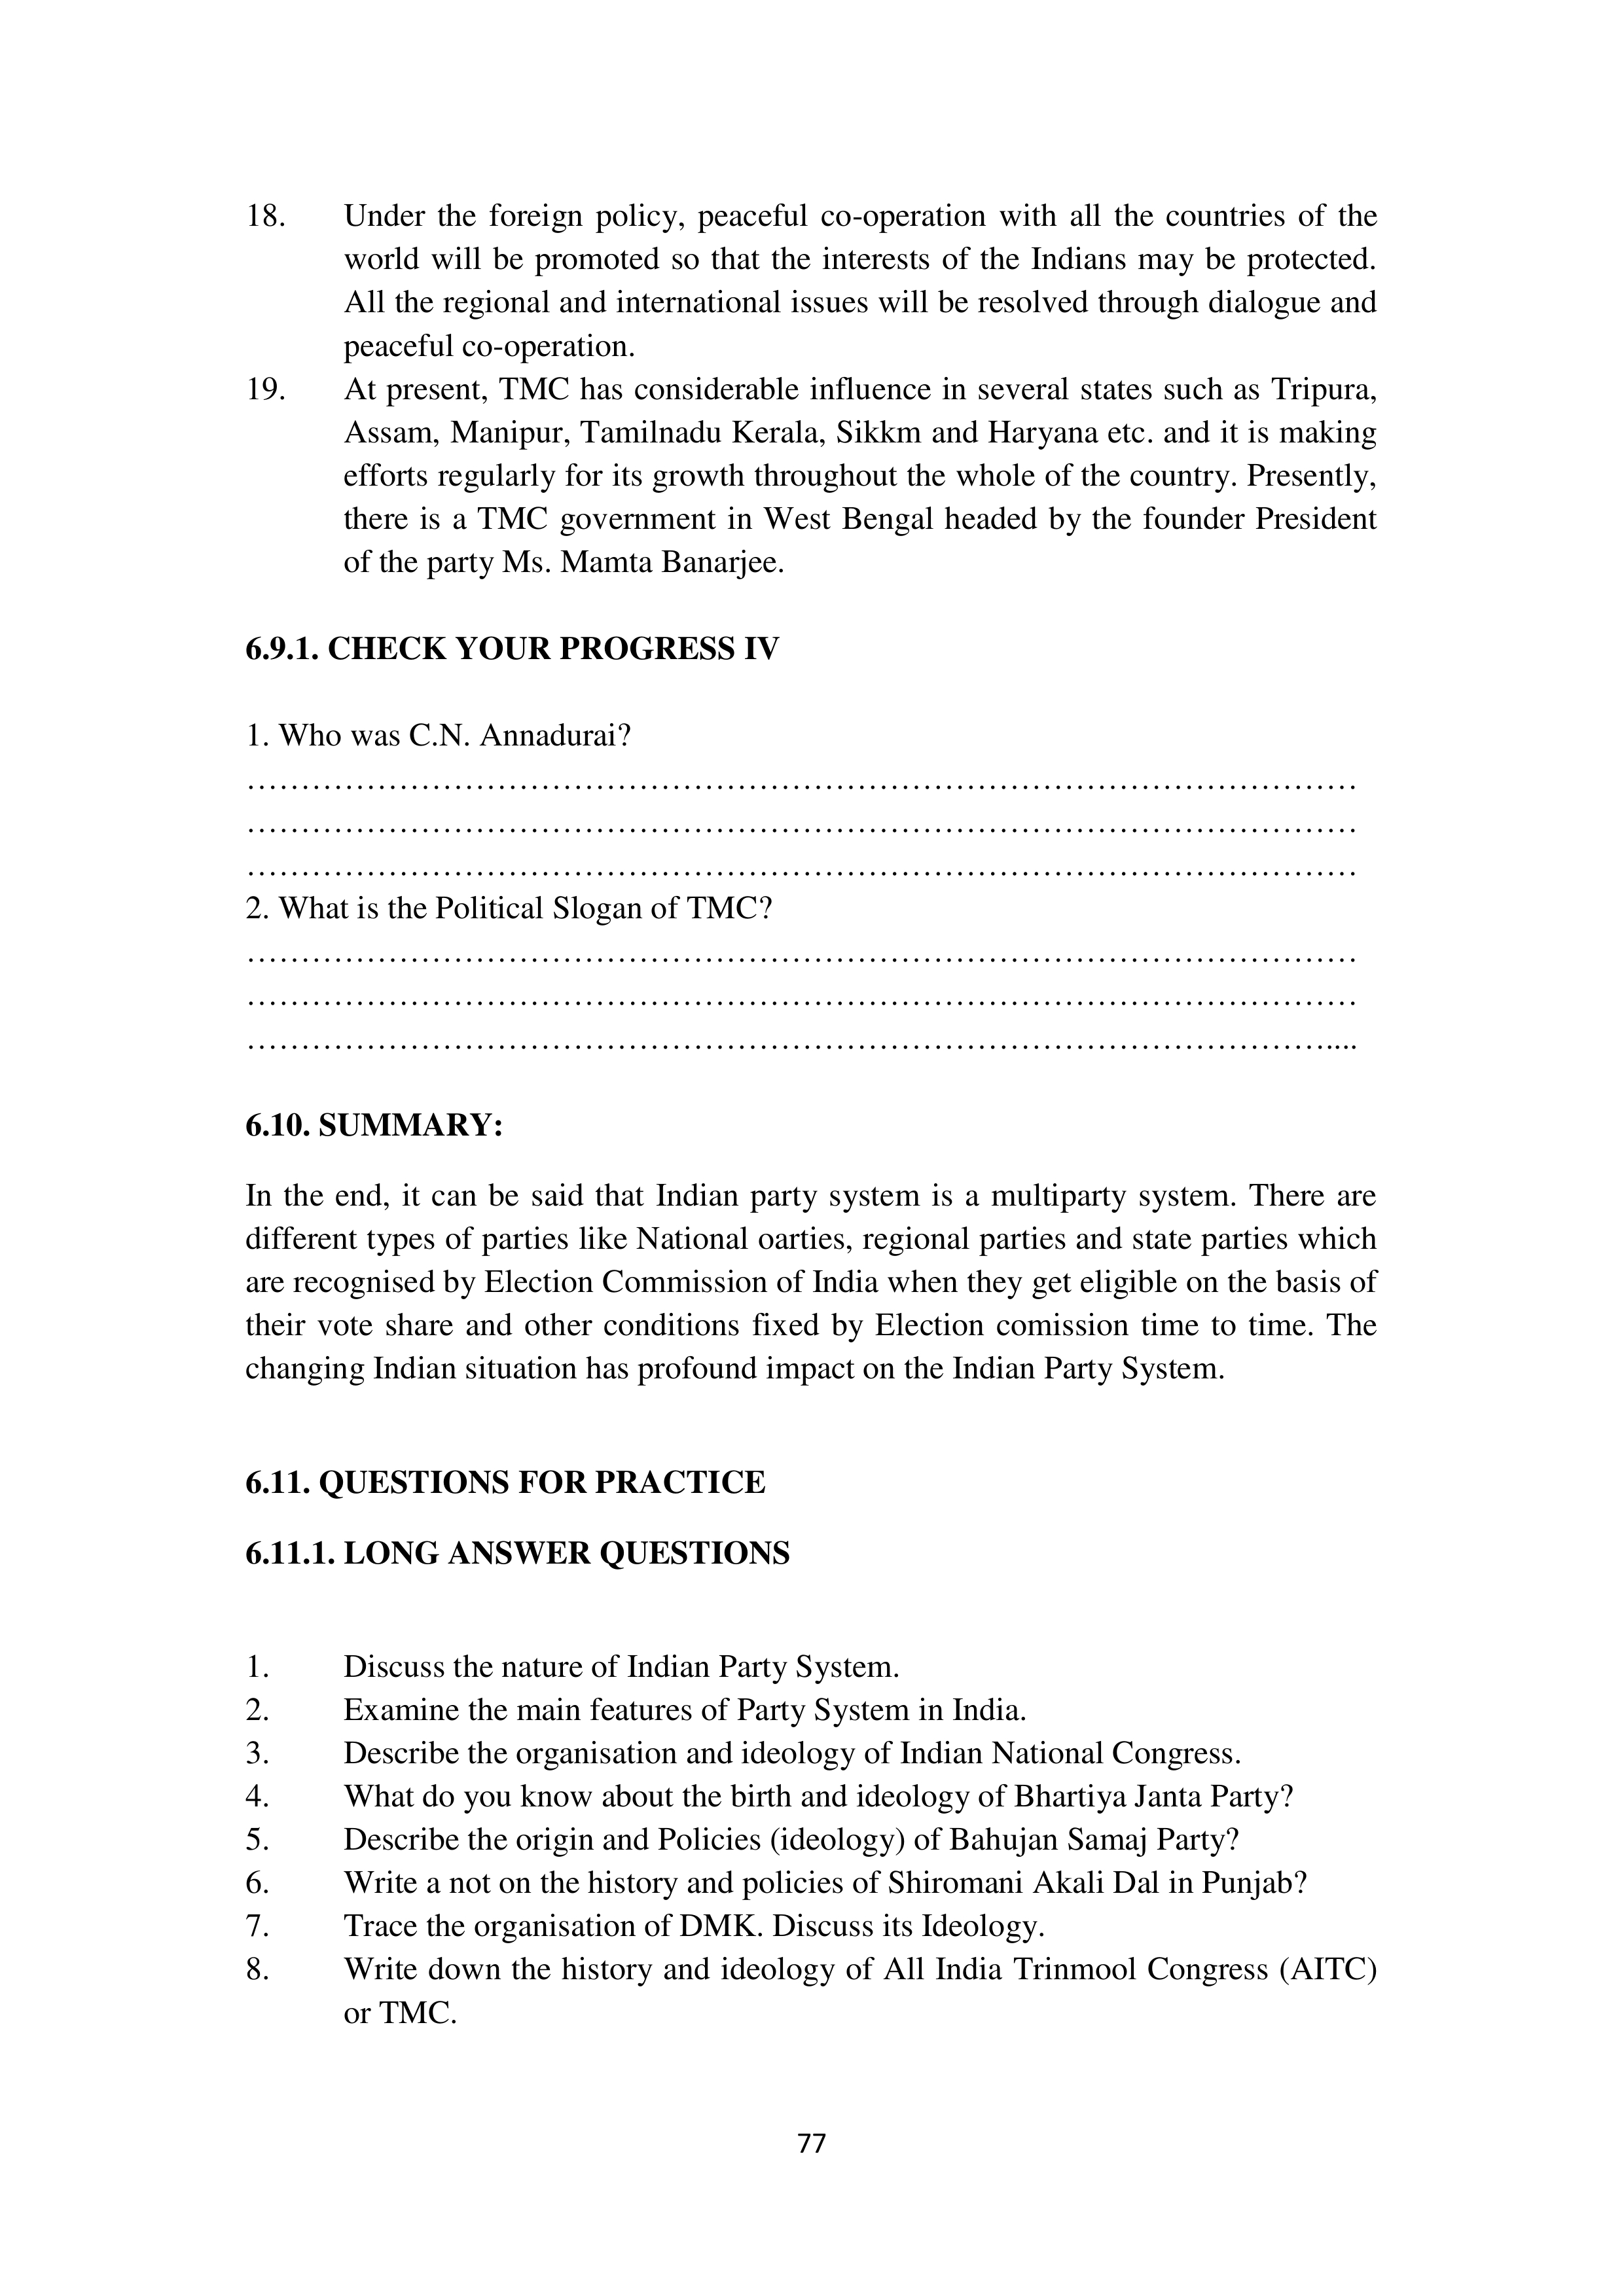 18. Under the foreign policy, peaceful co-operation with all the countries of the
world will be promoted so that the interests of the Indians may be protected.
All the regional and international issues will be resolved through dialogue and
peaceful co-operation.
19. At present, TMC has considerable influence in several states such as Tripura,
Assam, Manipur, Tamilnadu Kerala, Sikkm and Haryana etc. and it is making
efforts regularly for its growth throughout the whole of the country. Presently,
there is a TMC government in West Bengal headed by the founder President
of the party Ms. Mamta Banarjee.
6.9.1. CHECK YOUR PROGRESS IV
1. Who was C.N. Annadurai?
…………………………………………………………………………………………
…………………………………………………………………………………………
…………………………………………………………………………………………
2. What is the Political Slogan of TMC?
…………………………………………………………………………………………
…………………………………………………………………………………………
………………………………………………………………………………………....
6.10. SUMMARY:
In the end, it can be said that Indian party system is a multiparty system. There are
different types of parties like National oarties, regional parties and state parties which
are recognised by Election Commission of India when they get eligible on the basis of
their vote share and other conditions fixed by Election comission time to time. The
changing Indian situation has profound impact on the Indian Party System.
6.11. QUESTIONS FOR PRACTICE
6.11.1. LONG ANSWER QUESTIONS
1. Discuss the nature of Indian Party System.
2. Examine the main features of Party System in India.
3. Describe the organisation and ideology of Indian National Congress.
4. What do you know about the birth and ideology of Bhartiya Janta Party?
5. Describe the origin and Policies (ideology) of Bahujan Samaj Party?
6. Write a not on the history and policies of Shiromani Akali Dal in Punjab?
7. Trace the organisation of DMK. Discuss its Ideology.
8. Write down the history and ideology of All India Trinmool Congress (AITC)
or TMC.
77